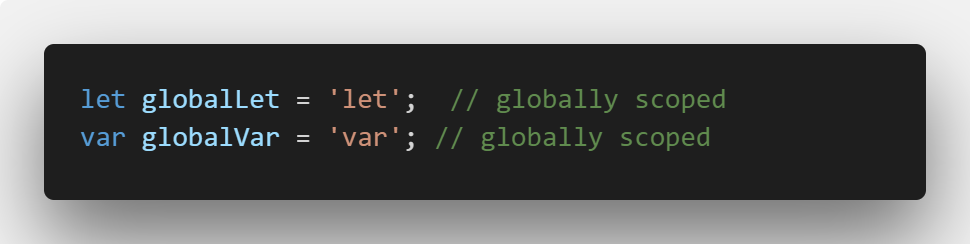 let globalLet = 'let';  // globally scoped
var globalVar = 'var'; // globally scoped